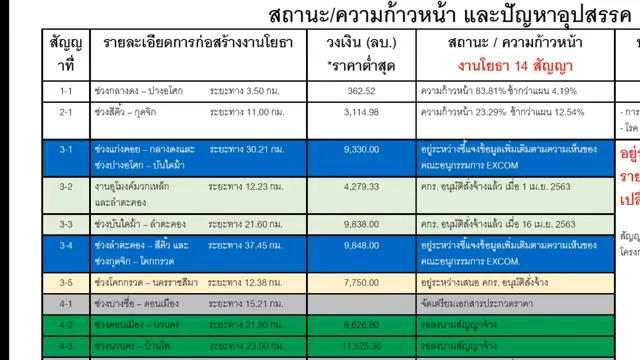 สถานะ/ความก้าวหน้า และปัญหาอุปสรรค
สัญญาที่ รายละเอียดการก่อสร้างงานโยธา วงเงิน (ลบ.) *ราคาต่ำสุด สถานะ / ความก้าวหน้า งานโยธา 14 สัญญา
1-1 ช่วงกลางดง – ปางอโศก ระยะทาง 3.50 กม. 362.52 ความก้าวหน้า 83.81% ช้ากว่าแผน 4.19%
2-1 ช่วงสีคิ้ว – กุดจิก ระยะทาง 11.00 กม. 3,114.98 ความก้าวหน้า 23.29% ช้ากว่าแผน 12.54%
- การ
- โรค
3-1 ช่วงแก่งคอย – กลางดงและ ระยะทาง 30.21 กม. 9,330.00 อยู่ระหว่างชี้แจงข้อมูลเพิ่มเติมตามความเห็นของ
ช่วงปางอโศก – บันไดม้า คณะอนุกรรมการ EXCOM
อยู่ร
ราย
เปลี
3-2 งานอุโมงค์มวกเหล็ก ระยะทาง 12.23 กม. 4,279.33 คกร. อนุมัติสั่งจ้างแล้ว เมื่อ 1 เม.ย. 2563
และลำตะคอง
3-3 ช่วงบันไดม้า – ลำตะคอง ระยะทาง 21.60 กม. 9,838.00 คกร. อนุมัติสั่งจ้างแล้ว เมื่อ 16 เม.ย. 2563
3-4 ช่วงลำตะคอง – สีคิ้ว และ ระยะทาง 37.45 กม. 9,848.00 อยู่ระหว่างชี้แจงข้อมูลเพิ่มเติมตามความเห็นของ
ช่วงกุดจิก – โคกกรวด คณะอนุกรรมการ EXCOM.
สัญญ
โครงก
3-5 ช่วงโคกกรวด – นครราชสีมา ระยะทาง 12.38 กม. 7,750.00 อยู่ระหว่างเสนอ คกร. อนุมัติสั่งจ้าง
4-1 ช่วงบางซื่อ – ดอนเมือง ระยะทาง 15.21 กม. จัดเตรียมเอกสารประกวดราคา
4-2 ช่วงดอนเมือง – นวนคร ระยะทาง 21.80 กม. 8,626.80 รอลงนามสัญญาจ้าง
4-3 ช่วงนวนคร – บ้านโพ ระยะทาง 23.00 กม. 11,525.36 รอลงนามสัญญาจ้าง